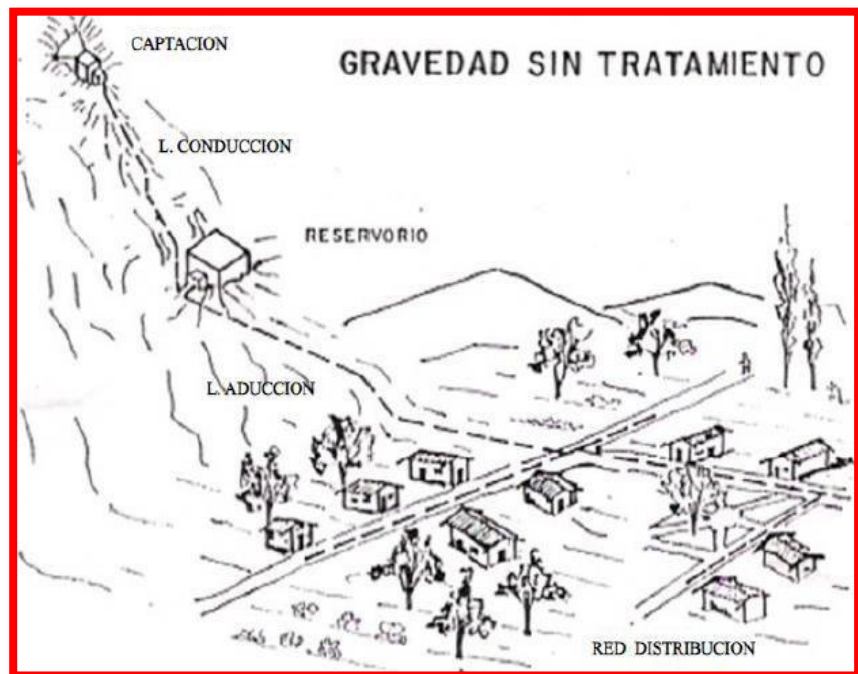 CAPTACION
GRAVEDAD SIN TRATAMIENTO
L. CONDUCCION
RESERVORIO
L. ADUCCION
RED DISTRIBUCION